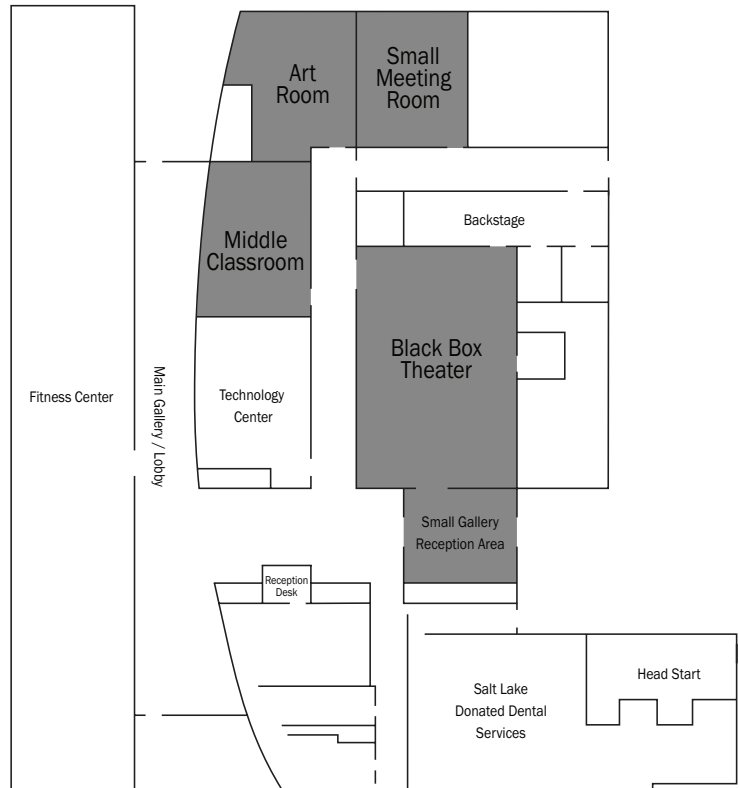 Art
Room
Small
Meeting
Room
Backstage
Middle
Classroom
Black Box
Theater
Fitness Center
Main Gallery / Lobby
Technology
Center
Small Gallery
Reception Area
Reception
Desk
Salt Lake
Donated Dental
Services
Head Start